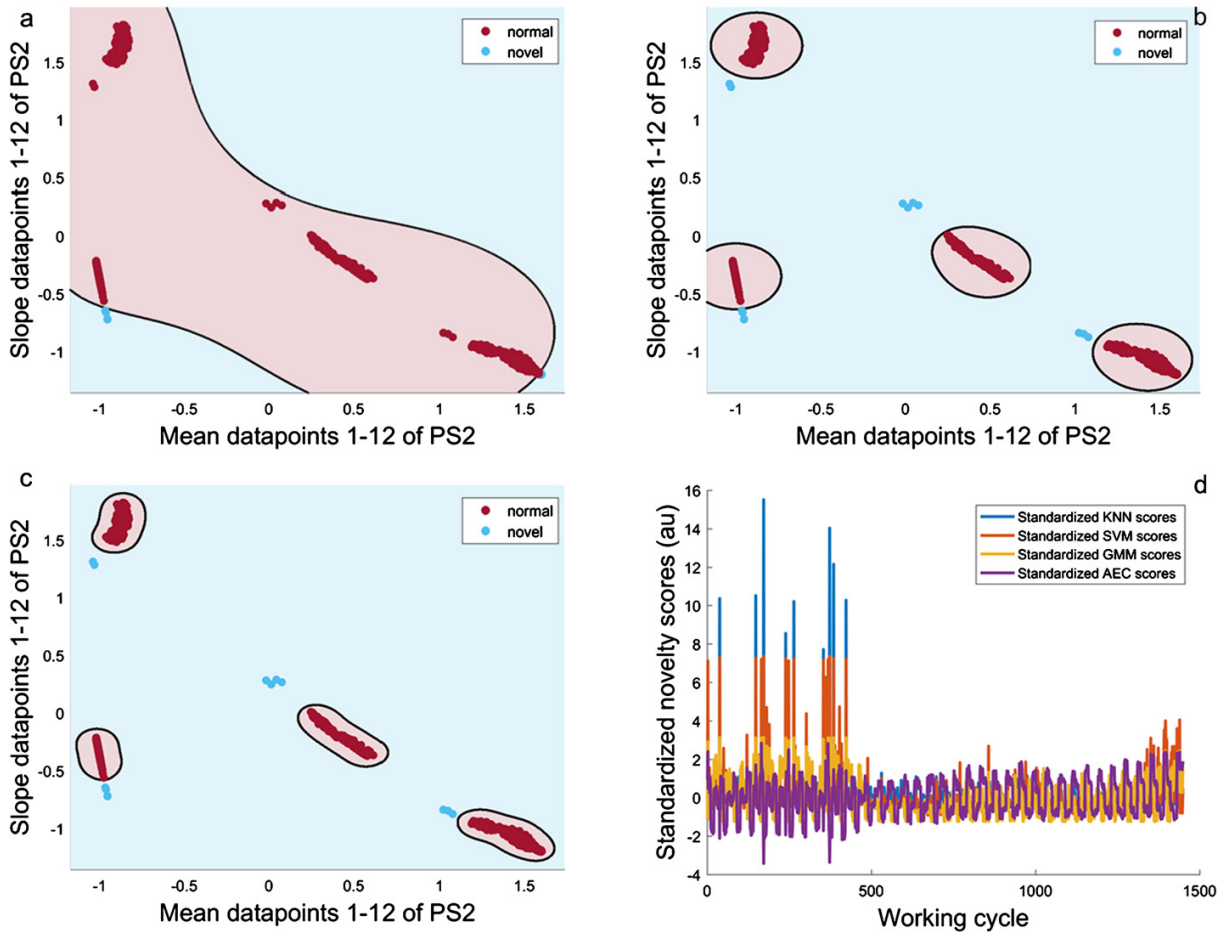 a
normal
novel
1.5
1
0.5
0
-0.5
-1
Slope datapoints 1-12 of PS2
-1
-0.5
0
0.5
1
1.5
Mean datapoints 1-12 of PS2
b
normal
novel
1.5
1
0.5
0
-0.5
-1
Slope datapoints 1-12 of PS2
-1
-0.5
0
0.5
1
1.5
Mean datapoints 1-12 of PS2
c
normal
novel
1.5
1
0.5
0
-0.5
-1
Slope datapoints 1-12 of PS2
-1
-0.5
0
0.5
1
1.5
Mean datapoints 1-12 of PS2
d
Standardized KNN scores
Standardized SVM scores
Standardized GMM scores
Standardized AEC scores
16
14
12
10
8
6
4
2
0
-2
-4
Standardized novelty scores (au)
0
500
1000
1500
Working cycle